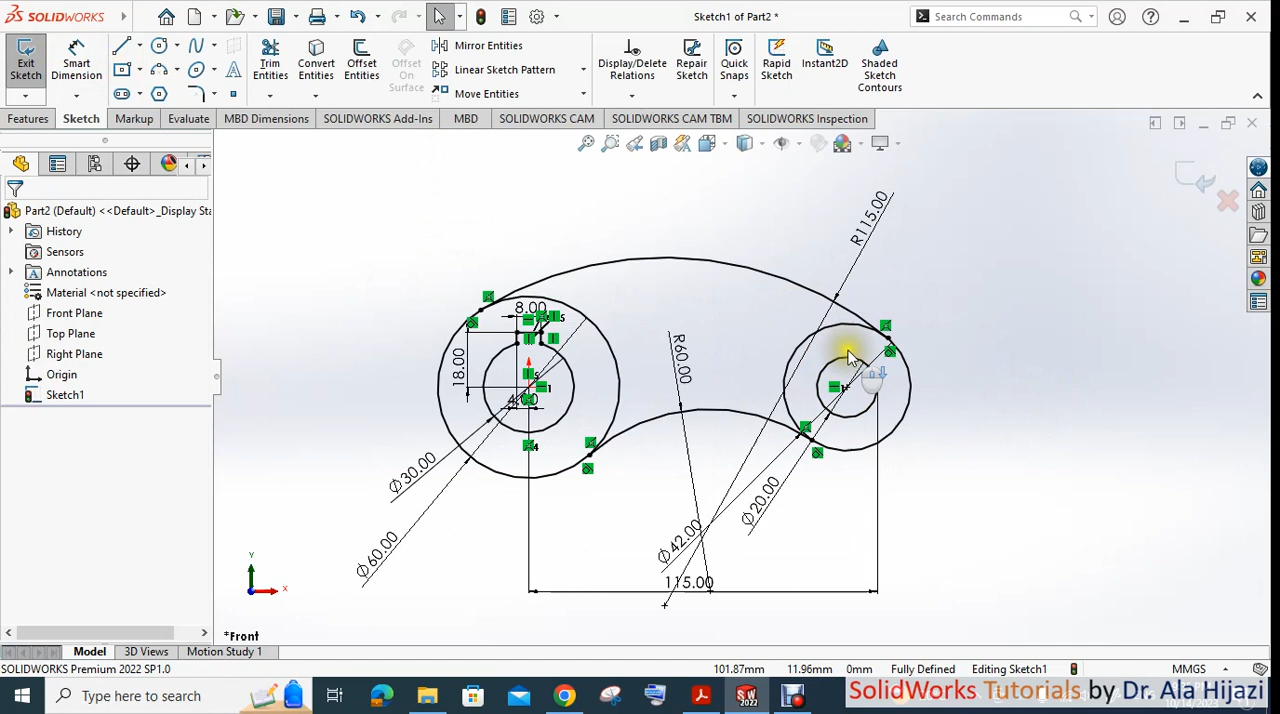 SOLIDWORKS
Sketch1 of Part2 *
Search Commands
Exit Sketch
Smart Dimension
Trim Entities
Convert Entities
Offset Entities
Offset On Surface
Mirror Entities
Linear Sketch Pattern
Move Entities
Display/Delete Relations
Repair Sketch
Quick Snaps
Rapid Sketch
Instant2D
Shaded Sketch Contours
Features
Sketch
Markup
Evaluate
MBD Dimensions
SOLIDWORKS Add-Ins
MBD
SOLIDWORKS CAM
SOLIDWORKS CAM TBM
SOLIDWORKS Inspection
Part2 (Default) <<Default>_Display Sta
History
Sensors
Annotations
Material <not specified>
Front Plane
Top Plane
Right Plane
Origin
Sketch1
R115.00
8.00
18.00
R60.00
Ø30.00
Ø60.00
Ø20.00
Ø42.00
115.00
Y
X
*Front
Model
3D Views
Motion Study 1
SOLIDWORKS Premium 2022 SP1.0
101.87mm
11.96mm
0mm
Fully Defined
Editing Sketch1
MMGS
Type here to search
SolidWorks Tutorials by Dr. Ala Hijazi